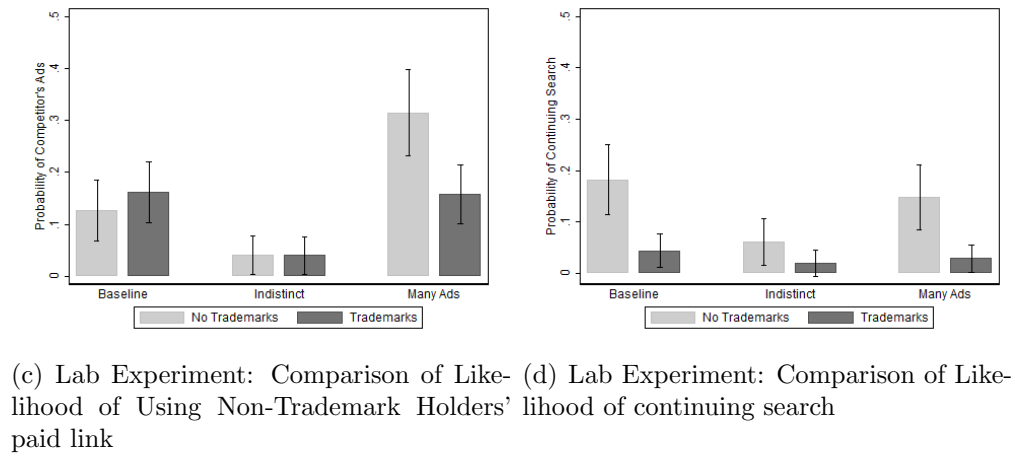 .5
.4
.3
.2
.1
0
Probability of Competitor's Ads
Baseline Indistinct Many Ads
No Trademarks Trademarks
.5
.4
.3
.2
.1
0
Probability of Continuing Search
Baseline Indistinct Many Ads
No Trademarks Trademarks
(c) Lab Experiment: Comparison of Like-
lihood of Using Non-Trademark Holders'
paid link
(d) Lab Experiment: Comparison of Like-
lihood of continuing search